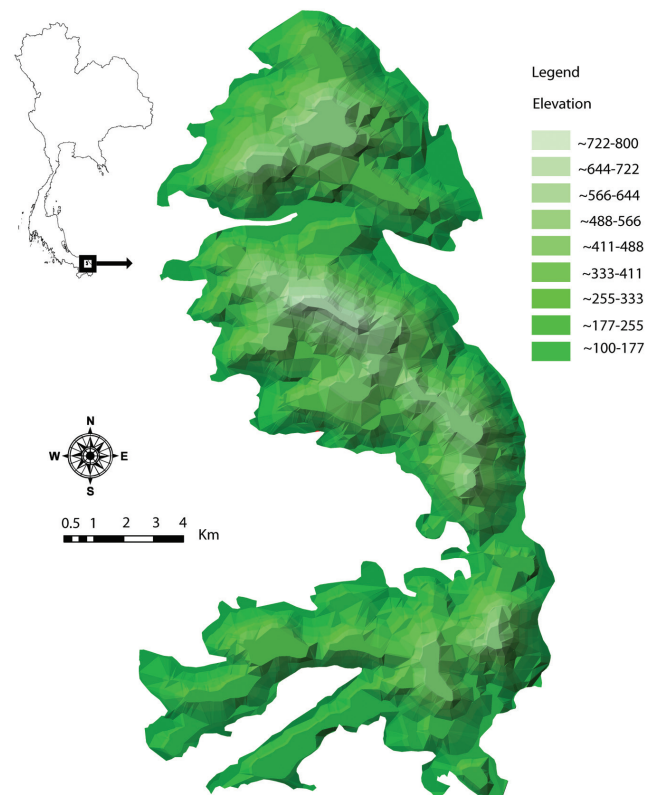 Legend
Elevation
~722-800
~644-722
~566-644
~488-566
~411-488
~333-411
~255-333
~177-255
~100-177
N
W E
S
0.5 1 2 3 4
Km